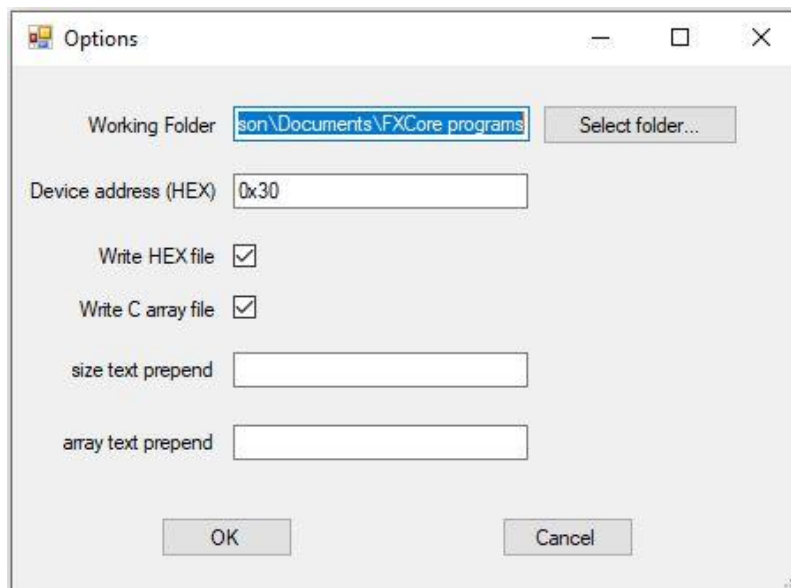 Options
Working Folder son\Documents\FXCore programs Select folder...
Device address (HEX) 0x30
Write HEX file
Write C array file
size text prepend
array text prepend
OK Cancel